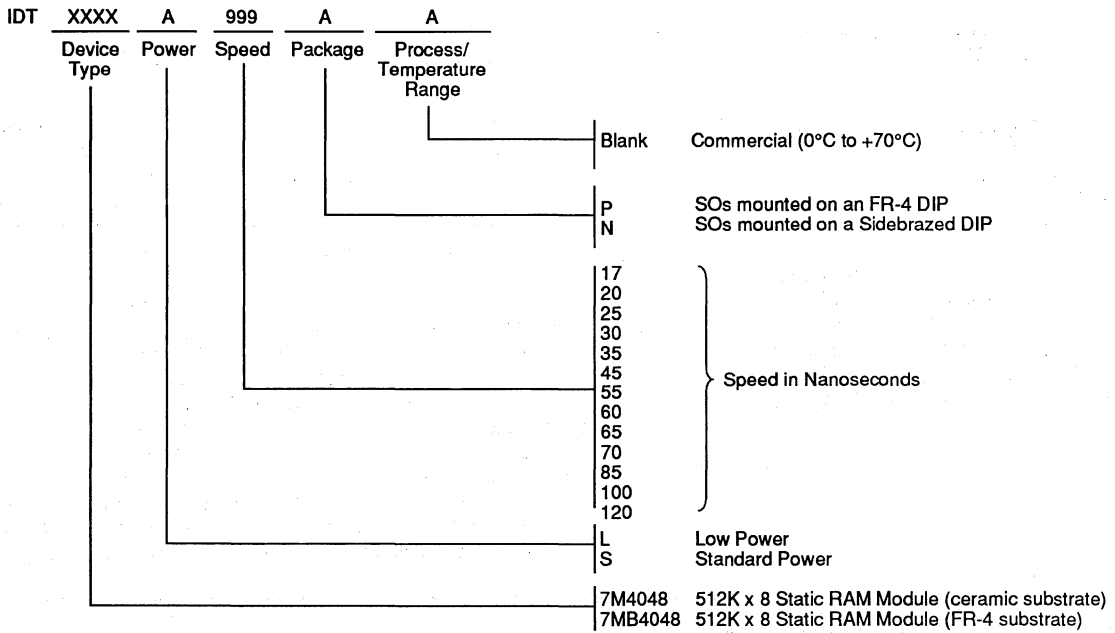 IDT XXXX A 999 A A
Device Type Power Speed Package Process/ Temperature Range
Blank Commercial (0°C to +70°C)
P SOs mounted on an FR-4 DIP
N SOs mounted on a Sidebrazed DIP
17
20
25
30
35
45
55
60
65
70
85
100
120
Speed in Nanoseconds
L Low Power
S Standard Power
7M4048 512K x 8 Static RAM Module (ceramic substrate)
7MB4048 512K x 8 Static RAM Module (FR-4 substrate)